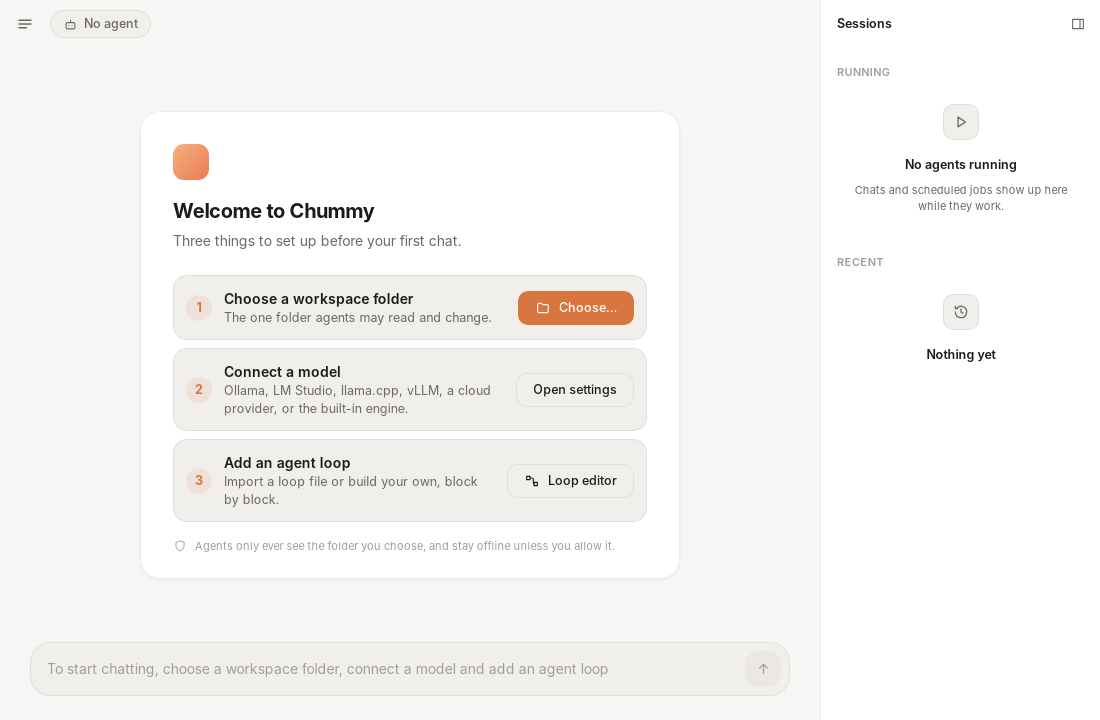 No agent
Welcome to Chummy
Three things to set up before your first chat.
1
Choose a workspace folder
The one folder agents may read and change.
Choose...
2
Connect a model
Ollama, LM Studio, llama.cpp, vLLM, a cloud
provider, or the built-in engine.
Open settings
3
Add an agent loop
Import a loop file or build your own, block
by block.
Loop editor
Agents only ever see the folder you choose, and stay offline unless you allow it.
To start chatting, choose a workspace folder, connect a model and add an agent loop
Sessions
RUNNING
No agents running
Chats and scheduled jobs show up here
while they work.
RECENT
Nothing yet